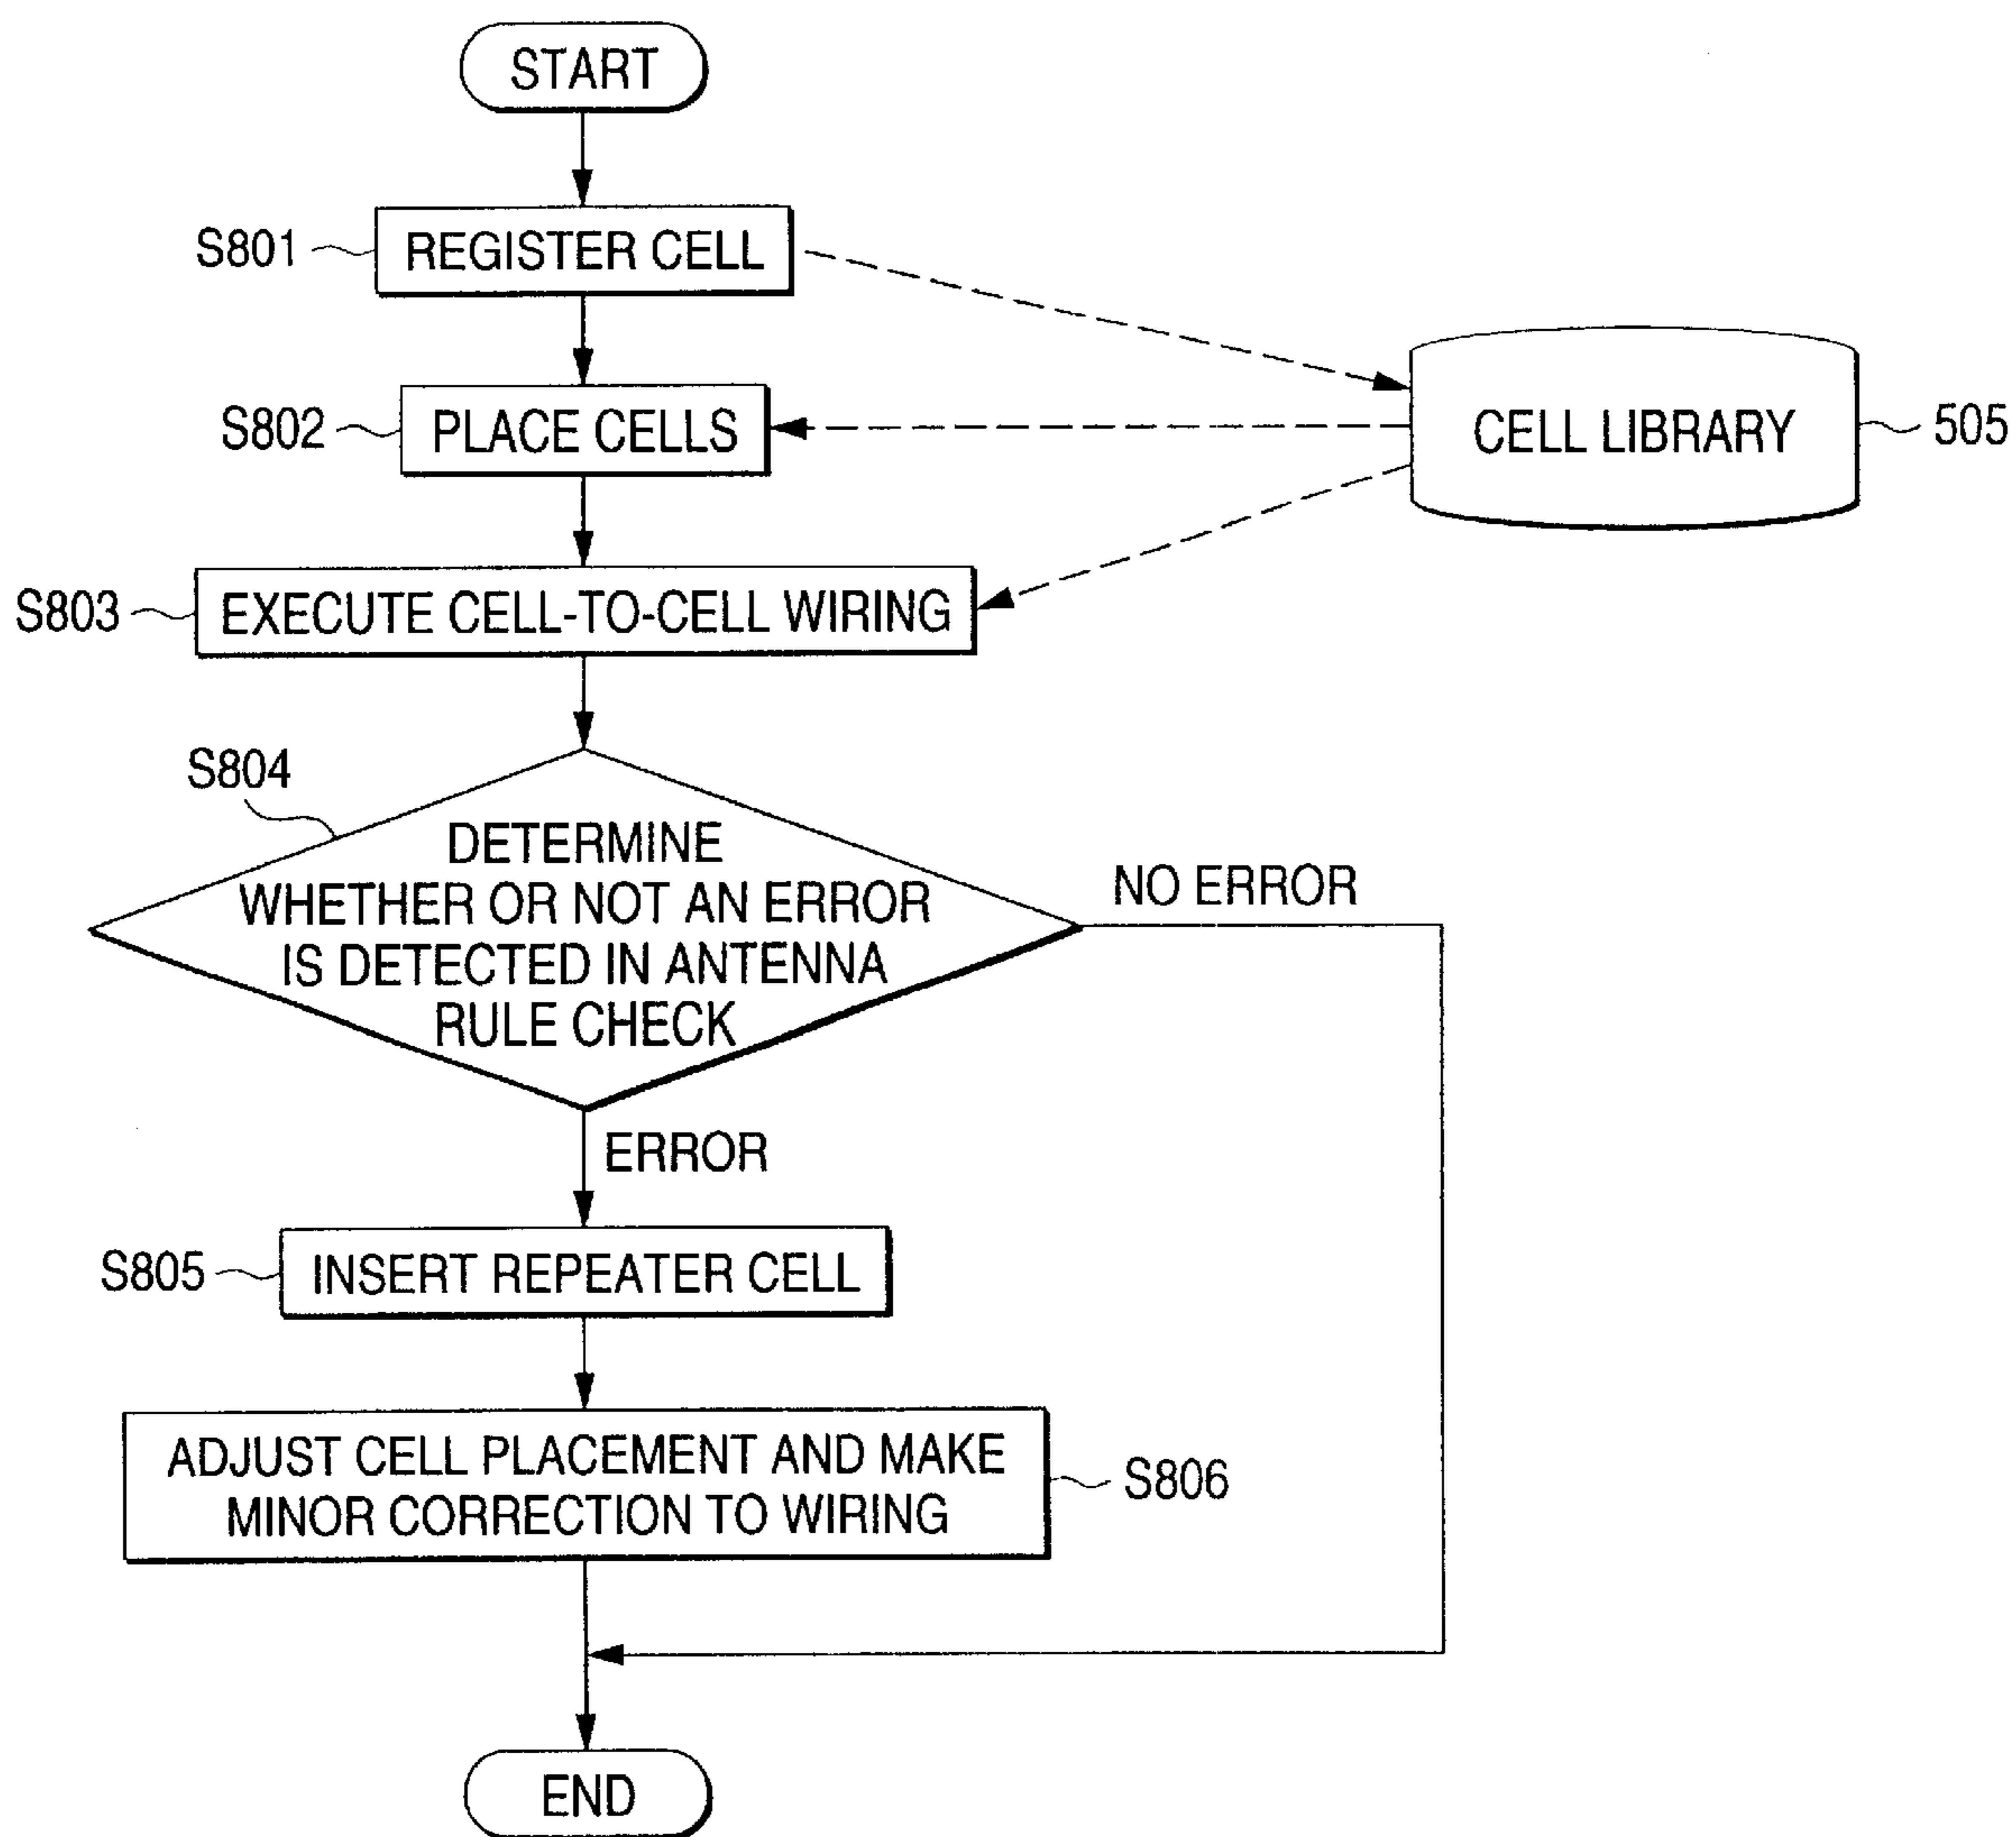 START
S801
REGISTER CELL
S802
PLACE CELLS
CELL LIBRARY
505
S803
EXECUTE CELL-TO-CELL WIRING
S804
DETERMINE
WHETHER OR NOT AN ERROR
IS DETECTED IN ANTENNA
RULE CHECK
NO ERROR
ERROR
S805
INSERT REPEATER CELL
ADJUST CELL PLACEMENT AND MAKE
MINOR CORRECTION TO WIRING
S806
END